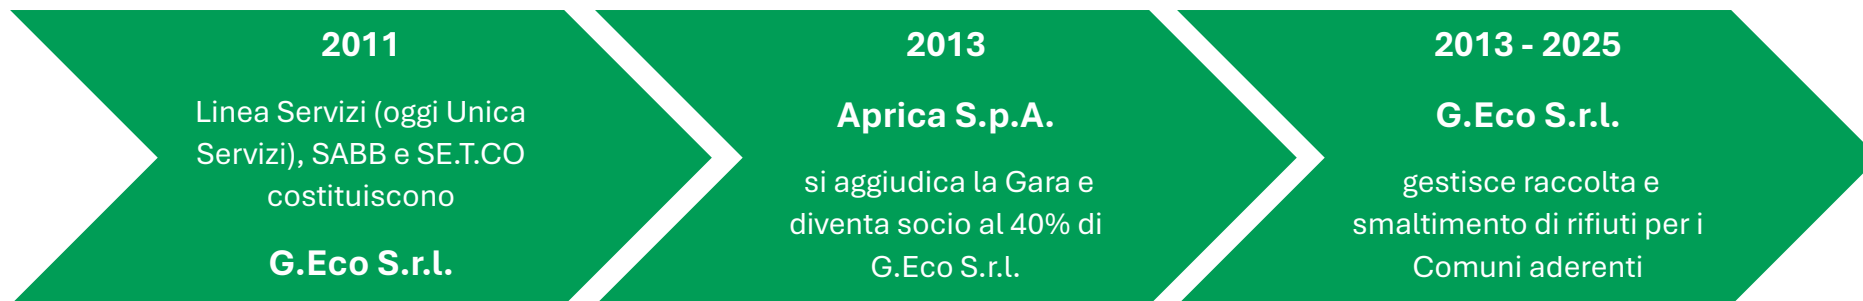 2011
Linea Servizi (oggi Unica
Servizi), SABB e SE.T.CO
costituiscono
G.Eco S.r.l.
2013
Aprica S.p.A.
si aggiudica la Gara e
diventa socio al 40% di
G.Eco S.r.l.
2013 - 2025
G.Eco S.r.l.
gestisce raccolta e
smaltimento di rifiuti per i
Comuni aderenti